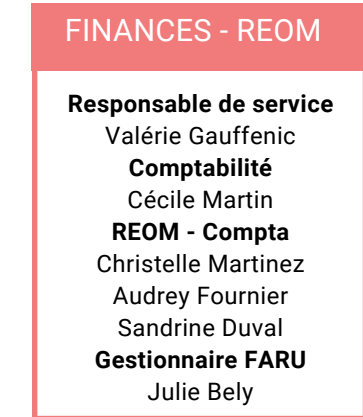 FINANCES - REOM
Responsable de service
Valérie Gauffenic
Comptabilité
Cécile Martin
REOM - Compta
Christelle Martinez
Audrey Fournier
Sandrine Duval
Gestionnaire FARU
Julie Bely